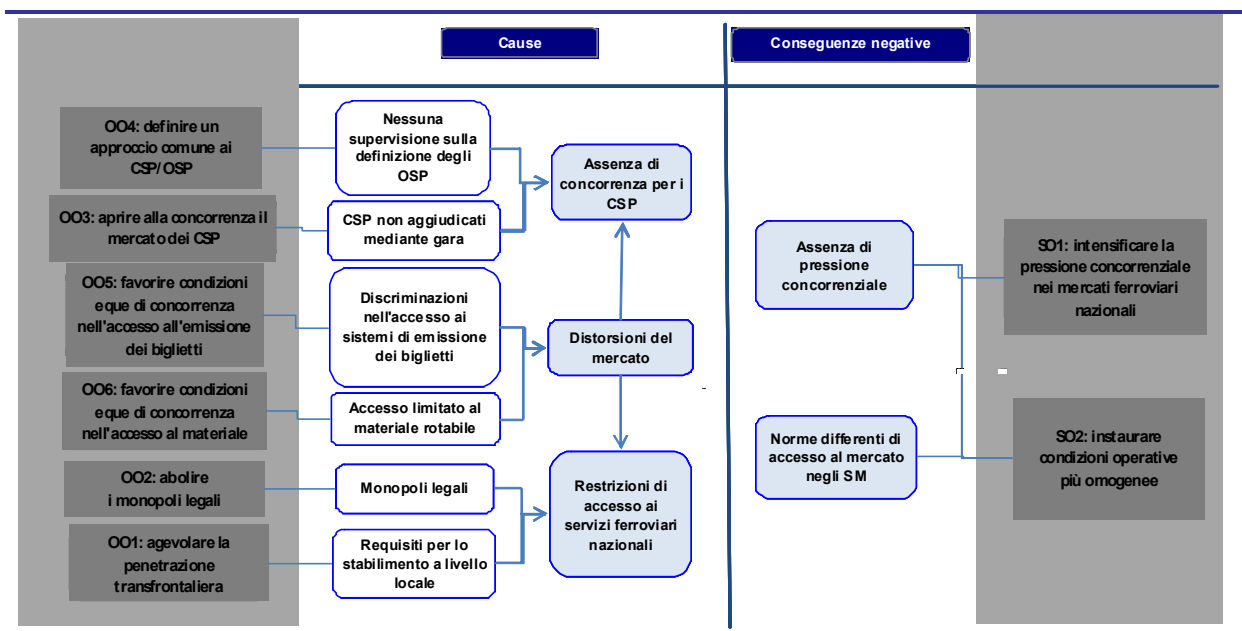 Cause
Conseguenze negative
OO4: definire un
approccio comune ai
CSP/OSP
OO3: aprire alla concorrenza il
mercato dei CSP
OO5: favorire condizioni
eque di concorrenza
nell'accesso all'emissione
dei biglietti
OO6: favorire condizioni
eque di concorrenza
nell'accesso al materiale
OO2: abolire
i monopoli legali
OO1: agevolare la
penetrazione
transfrontaliera
Nessuna
supervisione sulla
definizione degli
OSP
CSP non aggiudicati
mediante gara
Discriminazioni
nell'accesso ai
sistemi di emissione
dei biglietti
Accesso limitato al
materiale rotabile
Monopoli legali
Requisiti per lo
stabilimento a livello
locale
Assenza di
concorrenza per i
CSP
Distorsioni del
mercato
Restrizioni di
accesso ai
servizi ferroviari
nazionali
Assenza di
pressione
concorrenziale
Norme differenti di
accesso al mercato
negli SM
SO1: intensificare la
pressione concorrenziale
nei mercati ferroviari
nazionali
SO2: instaurare
condizioni operative
più omogenee